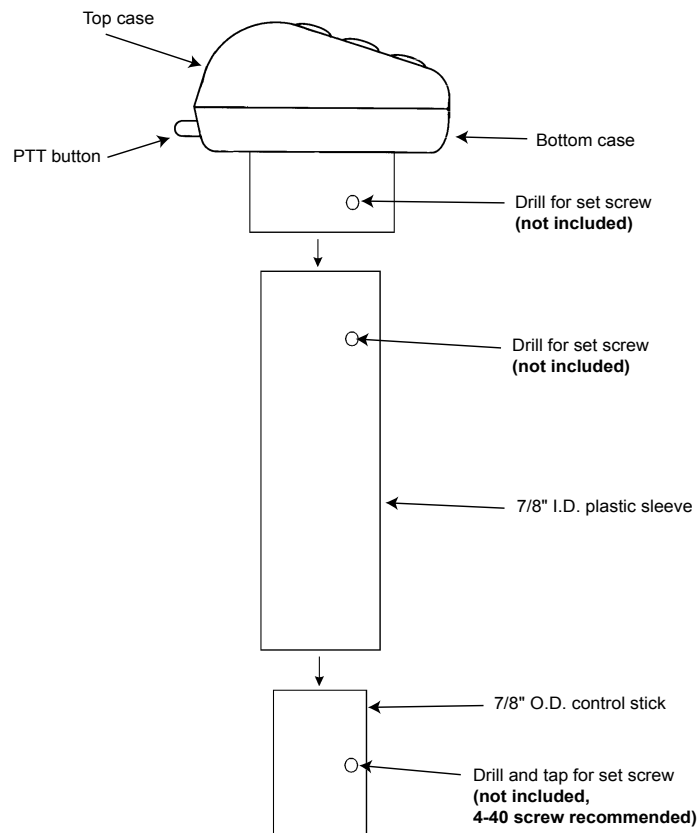 Top case
PTT button
Bottom case
Drill for set screw
(not included)
Drill for set screw
(not included)
7/8" I.D. plastic sleeve
7/8" O.D. control stick
Drill and tap for set screw
(not included,
4-40 screw recommended)